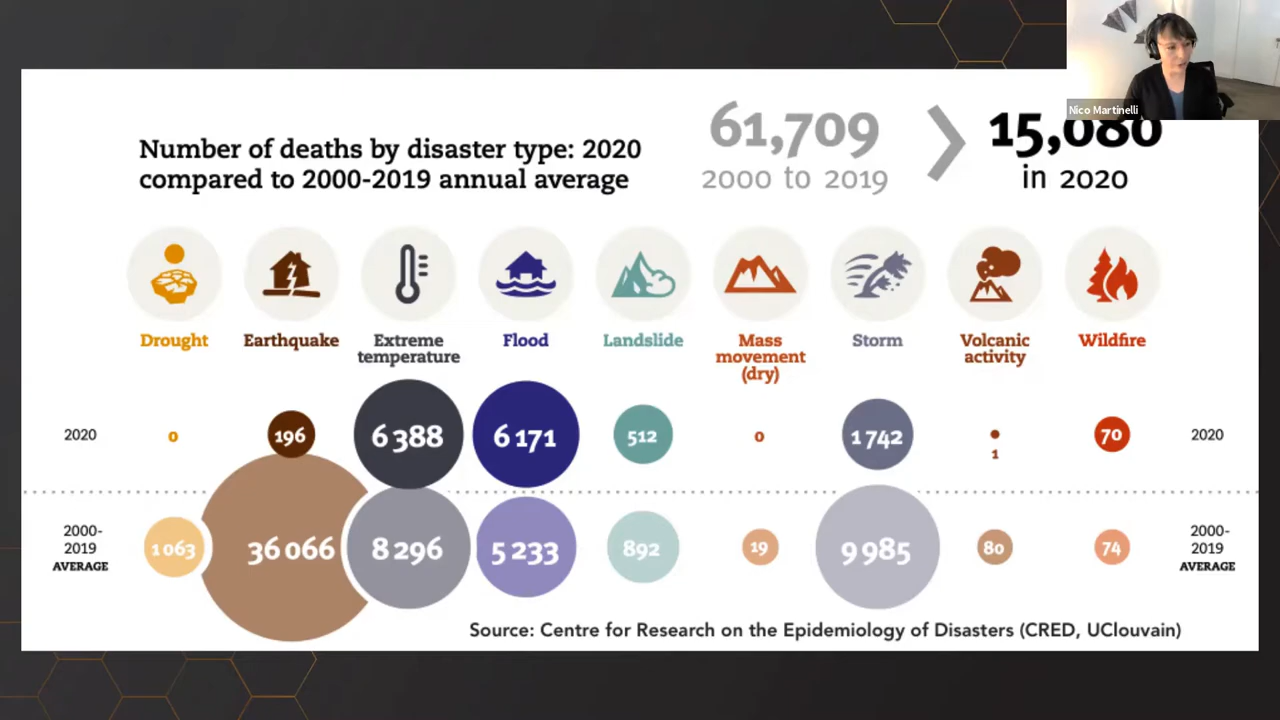 Nico Martinelli
Number of deaths by disaster type: 2020
compared to 2000-2019 annual average
61,709
2000 to 2019
15,080
in 2020
Drought
Earthquake
Extreme
temperature
Flood
Landslide
Mass
movement
(dry)
Storm
Volcanic
activity
Wildfire
2020
0
196
6 388
6 171
512
0
1 742
1
70
2020
2000-
2019
AVERAGE
1 063
36 066
8 296
5 233
892
19
9 985
80
74
2000-
2019
AVERAGE
Source: Centre for Research on the Epidemiology of Disasters (CRED, UClouvain)